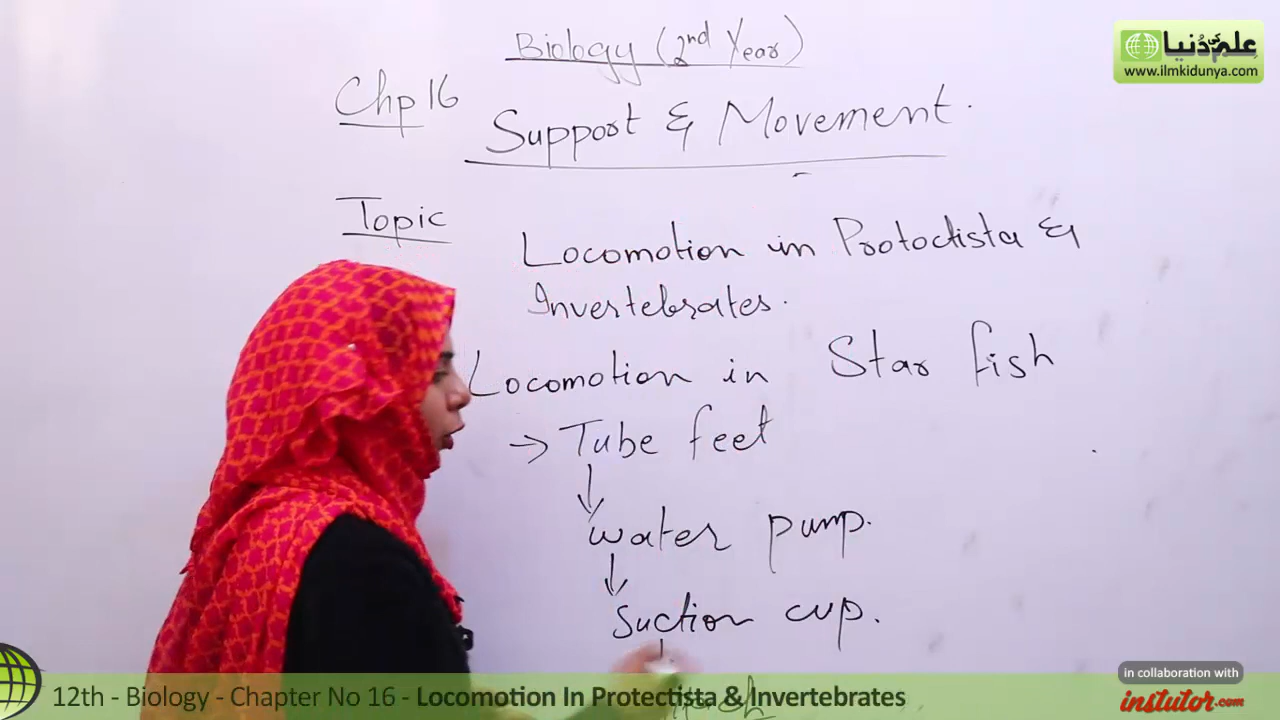 Biology (2nd Year)
علم کی دُنیا
www.ilmkidunya.com
Chp 16
Support & Movement.
Topic
Locomotion in Protoctista &
Invertebrates.
Locomotion in Star fish
→ Tube feet
↓
water pump.
↓
Suction cup.
in collaboration with
instutor.com
12th - Biology - Chapter No 16 - Locomotion In Protectista & Invertebrates